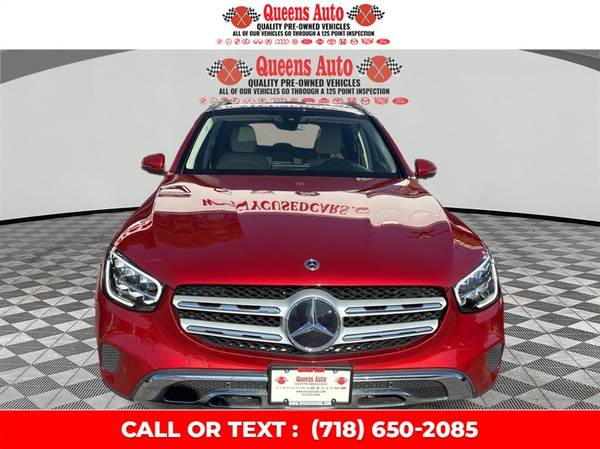 Queens Auto
QUALITY PRE-OWNED VEHICLES
ALL OF OUR VEHICLES GO THROUGH A 125 POINT INSPECTION
Queens Auto
QUALITY PRE-OWNED VEHICLES
ALL OF OUR VEHICLES GO THROUGH A 125 POINT INSPECTION
Queens Auto
CALL OR TEXT : (718) 650-2085